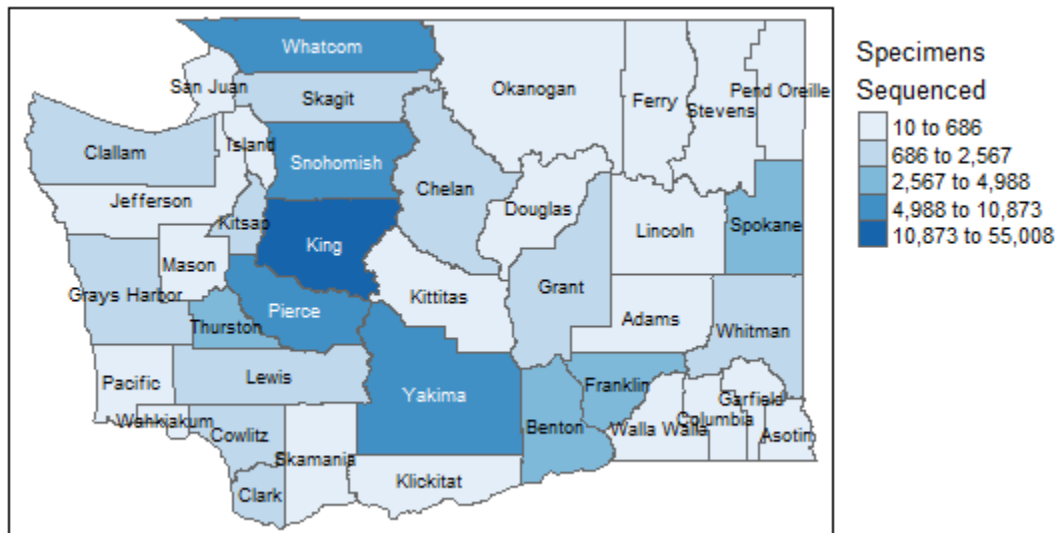 Whatcom
San Juan
Skagit
Okanogan
Ferry
Stevens
Pend Oreille
Clallam
Island
Snohomish
Chelan
Jefferson
Kitsap
Douglas
Lincoln
Spokane
King
Mason
Grays Harbor
Kittitas
Grant
Adams
Whitman
Thurston
Pierce
Pacific
Lewis
Yakima
Franklin
Garfield
Columbia
Wahkiakum
Cowlitz
Benton
Walla Walla
Asotin
Skamania
Klickitat
Clark
Specimens
Sequenced
10 to 686
686 to 2,567
2,567 to 4,988
4,988 to 10,873
10,873 to 55,008